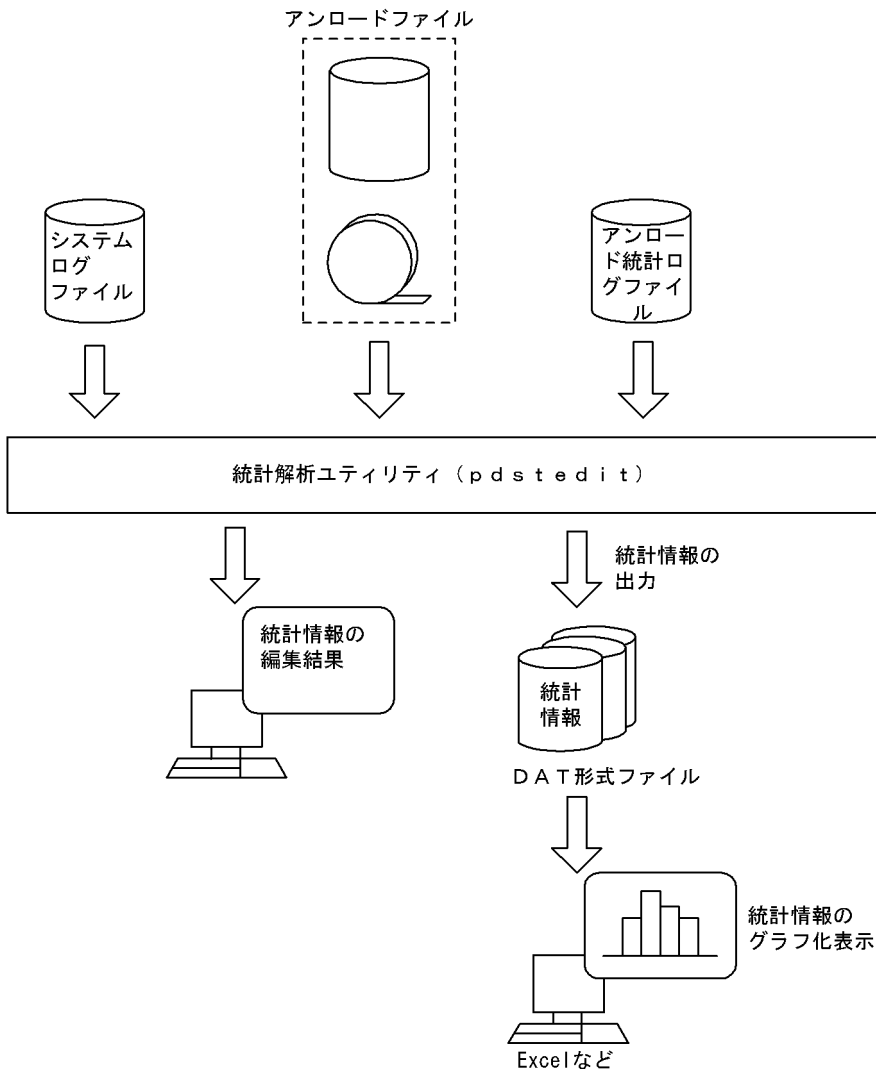 アンロードファイル
システム
ログ
ファイル
アンロー
ド統計ロ
グファイ
ル
統計解析ユティリティ(pdstedit)
統計情報の
出力
統計情報の
編集結果
統計
情報
DAT形式ファイル
統計情報の
グラフ化表示
Excelなど